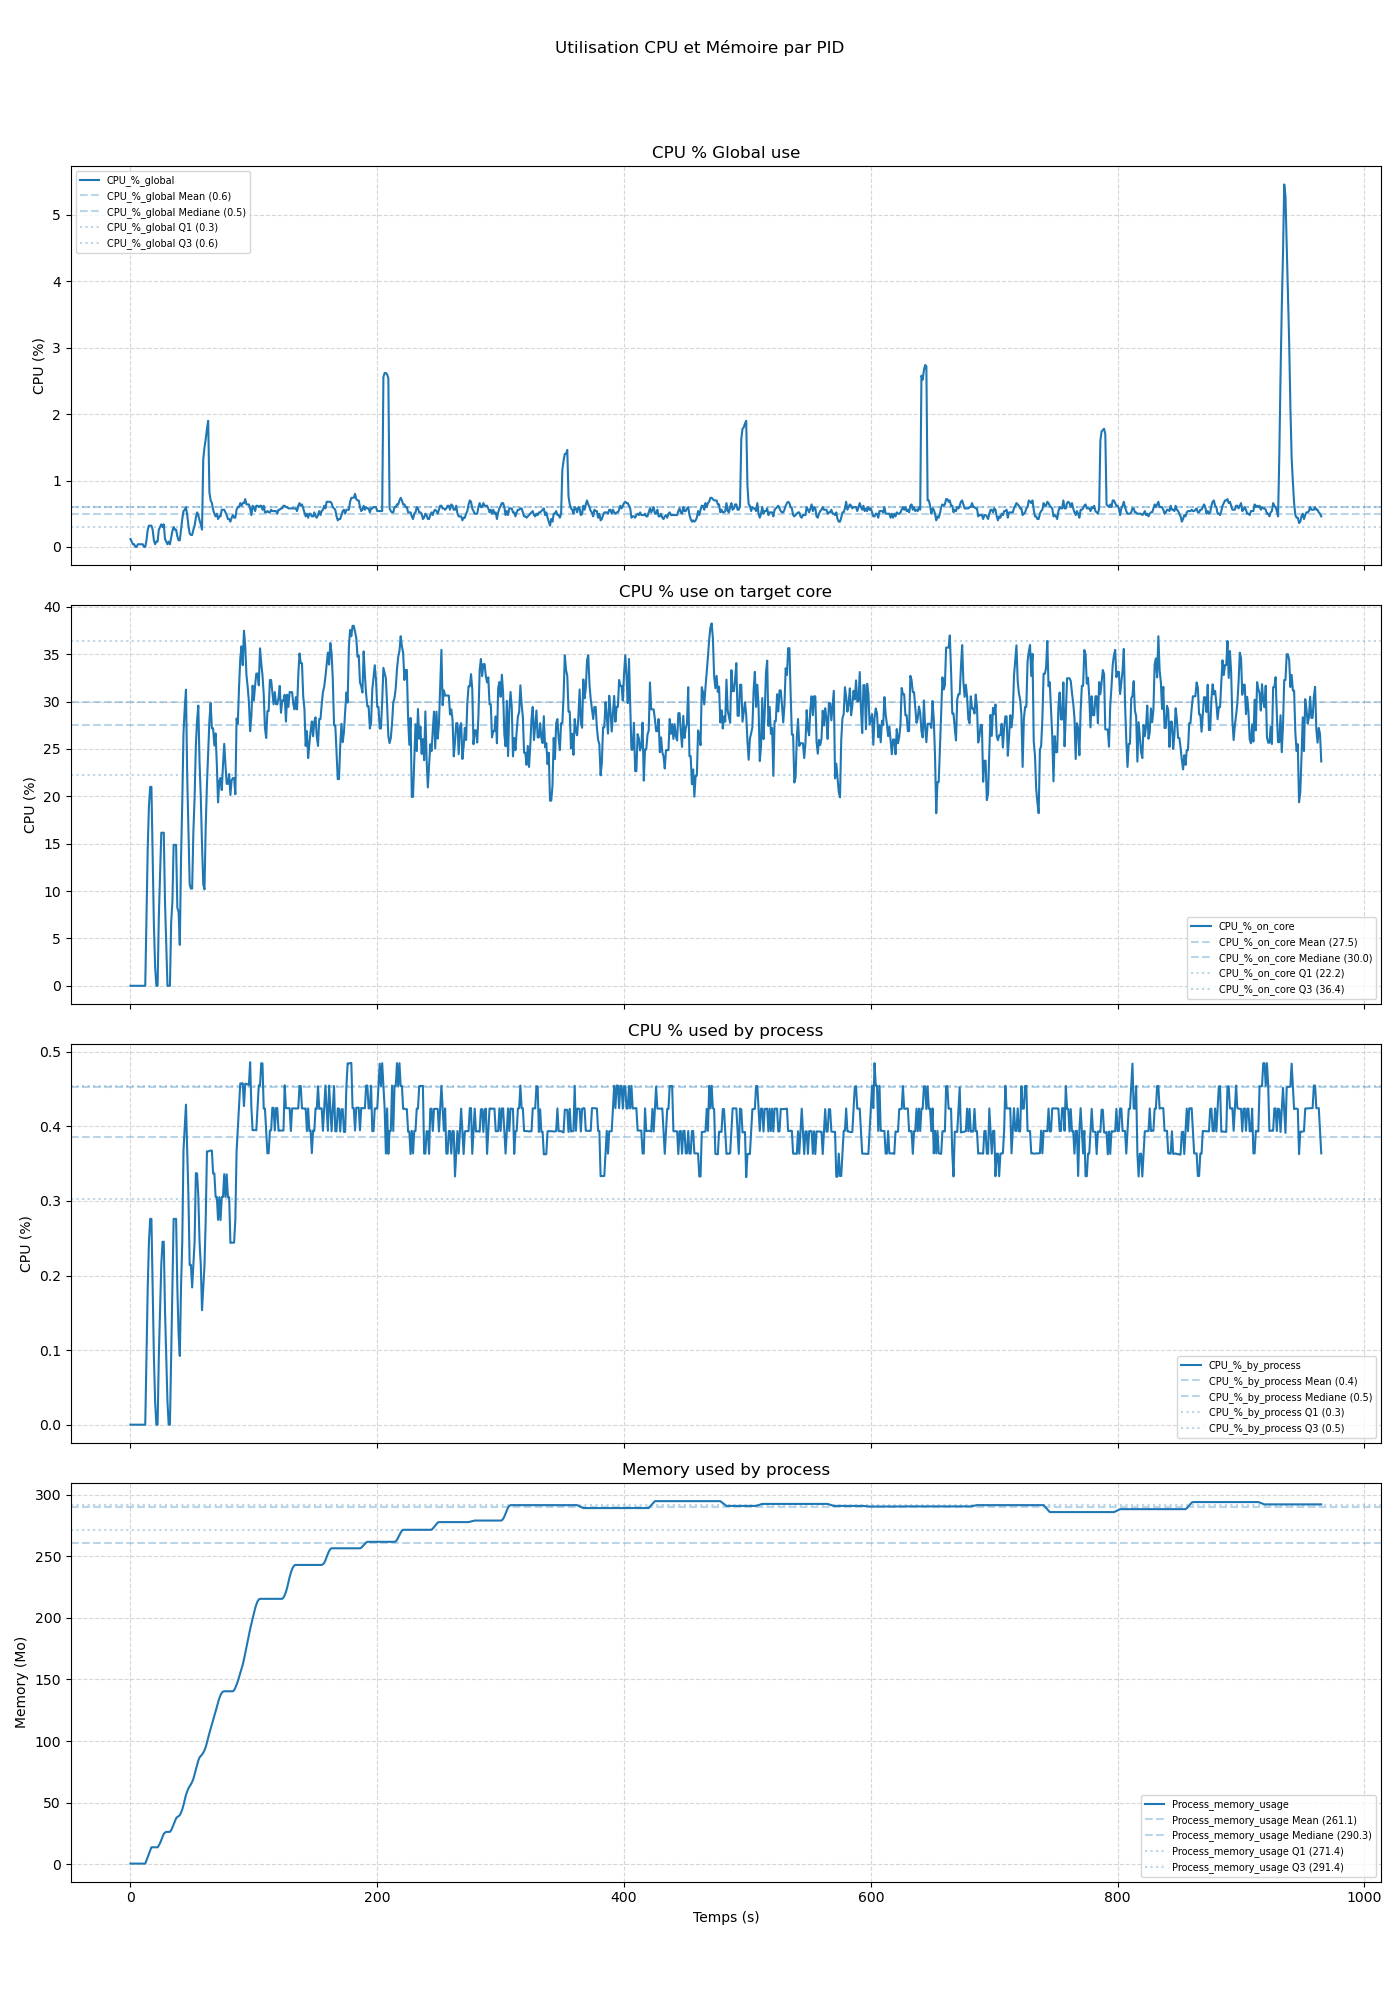 Utilisation CPU et Mémoire par PID
CPU % Global use
CPU_%_global
CPU_%_global Mean (0.6)
CPU_%_global Mediane (0.5)
CPU_%_global Q1 (0.3)
CPU_%_global Q3 (0.6)
5
4
3
2
1
0
CPU (%)
CPU % use on target core
40
35
30
25
20
15
10
5
0
CPU (%)
CPU_%_on_core
CPU_%_on_core Mean (27.5)
CPU_%_on_core Mediane (30.0)
CPU_%_on_core Q1 (22.2)
CPU_%_on_core Q3 (36.4)
CPU % used by process
0.5
0.4
0.3
0.2
0.1
0.0
CPU (%)
CPU_%_by_process
CPU_%_by_process Mean (0.4)
CPU_%_by_process Mediane (0.5)
CPU_%_by_process Q1 (0.3)
CPU_%_by_process Q3 (0.5)
Memory used by process
300
250
200
150
100
50
0
Memory (Mo)
Process_memory_usage
Process_memory_usage Mean (261.1)
Process_memory_usage Mediane (290.3)
Process_memory_usage Q1 (271.4)
Process_memory_usage Q3 (291.4)
0 200 400 600 800 1000
Temps (s)